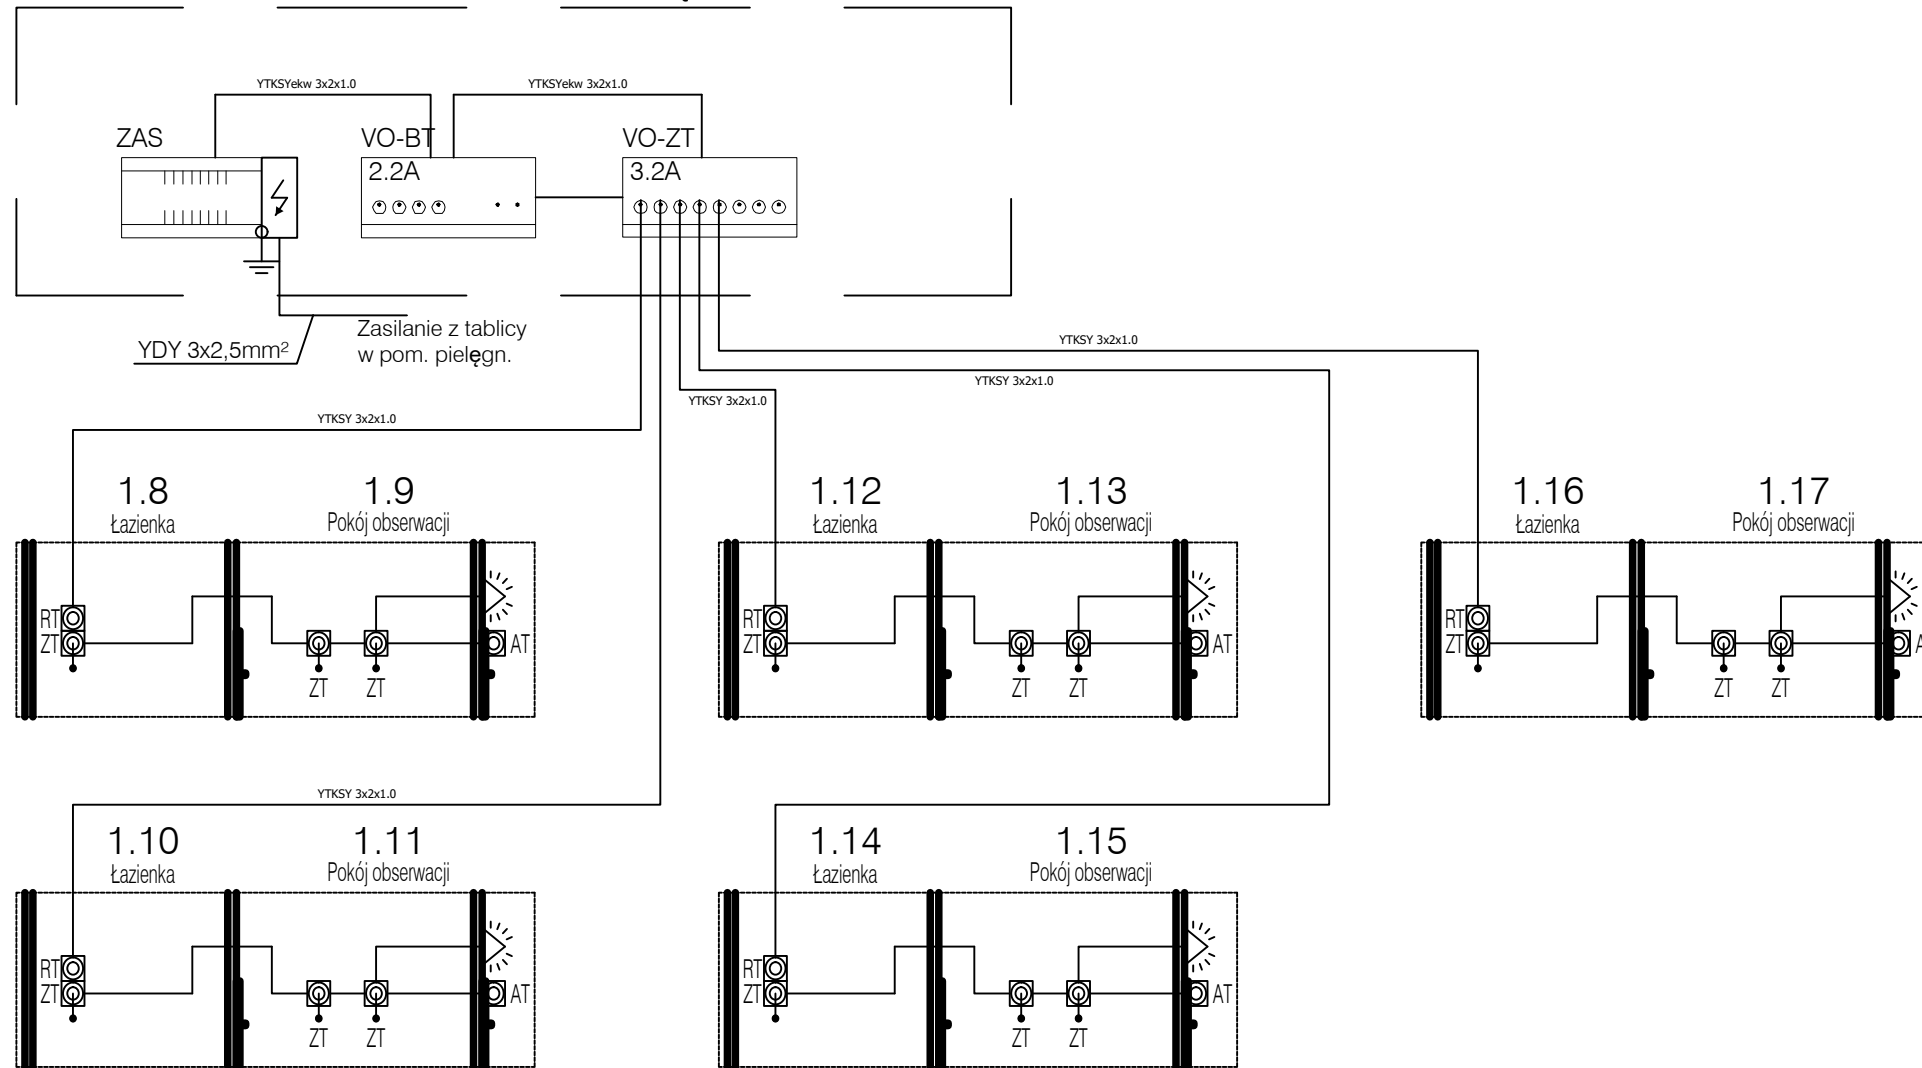 YTKSYekw 3x2x1.0
YTKSYekw 3x2x1.0
ZAS
VO-BT
VO-ZT
2.2A
3.2A
YDY 3x2,5mm²
Zasilanie z tablicy
w pom. pielęgn.
YTKSY 3x2x1.0
YTKSY 3x2x1.0
YTKSY 3x2x1.0
YTKSY 3x2x1.0
1.8
Łazienka
1.9
Pokój obserwacji
RT
ZT
ZT
ZT
AT
1.12
Łazienka
1.13
Pokój obserwacji
RT
ZT
ZT
ZT
AT
1.16
Łazienka
1.17
Pokój obserwacji
RT
ZT
ZT
ZT
YTKSY 3x2x1.0
1.10
Łazienka
1.11
Pokój obserwacji
RT
ZT
ZT
ZT
AT
1.14
Łazienka
1.15
Pokój obserwacji
RT
ZT
ZT
ZT
AT